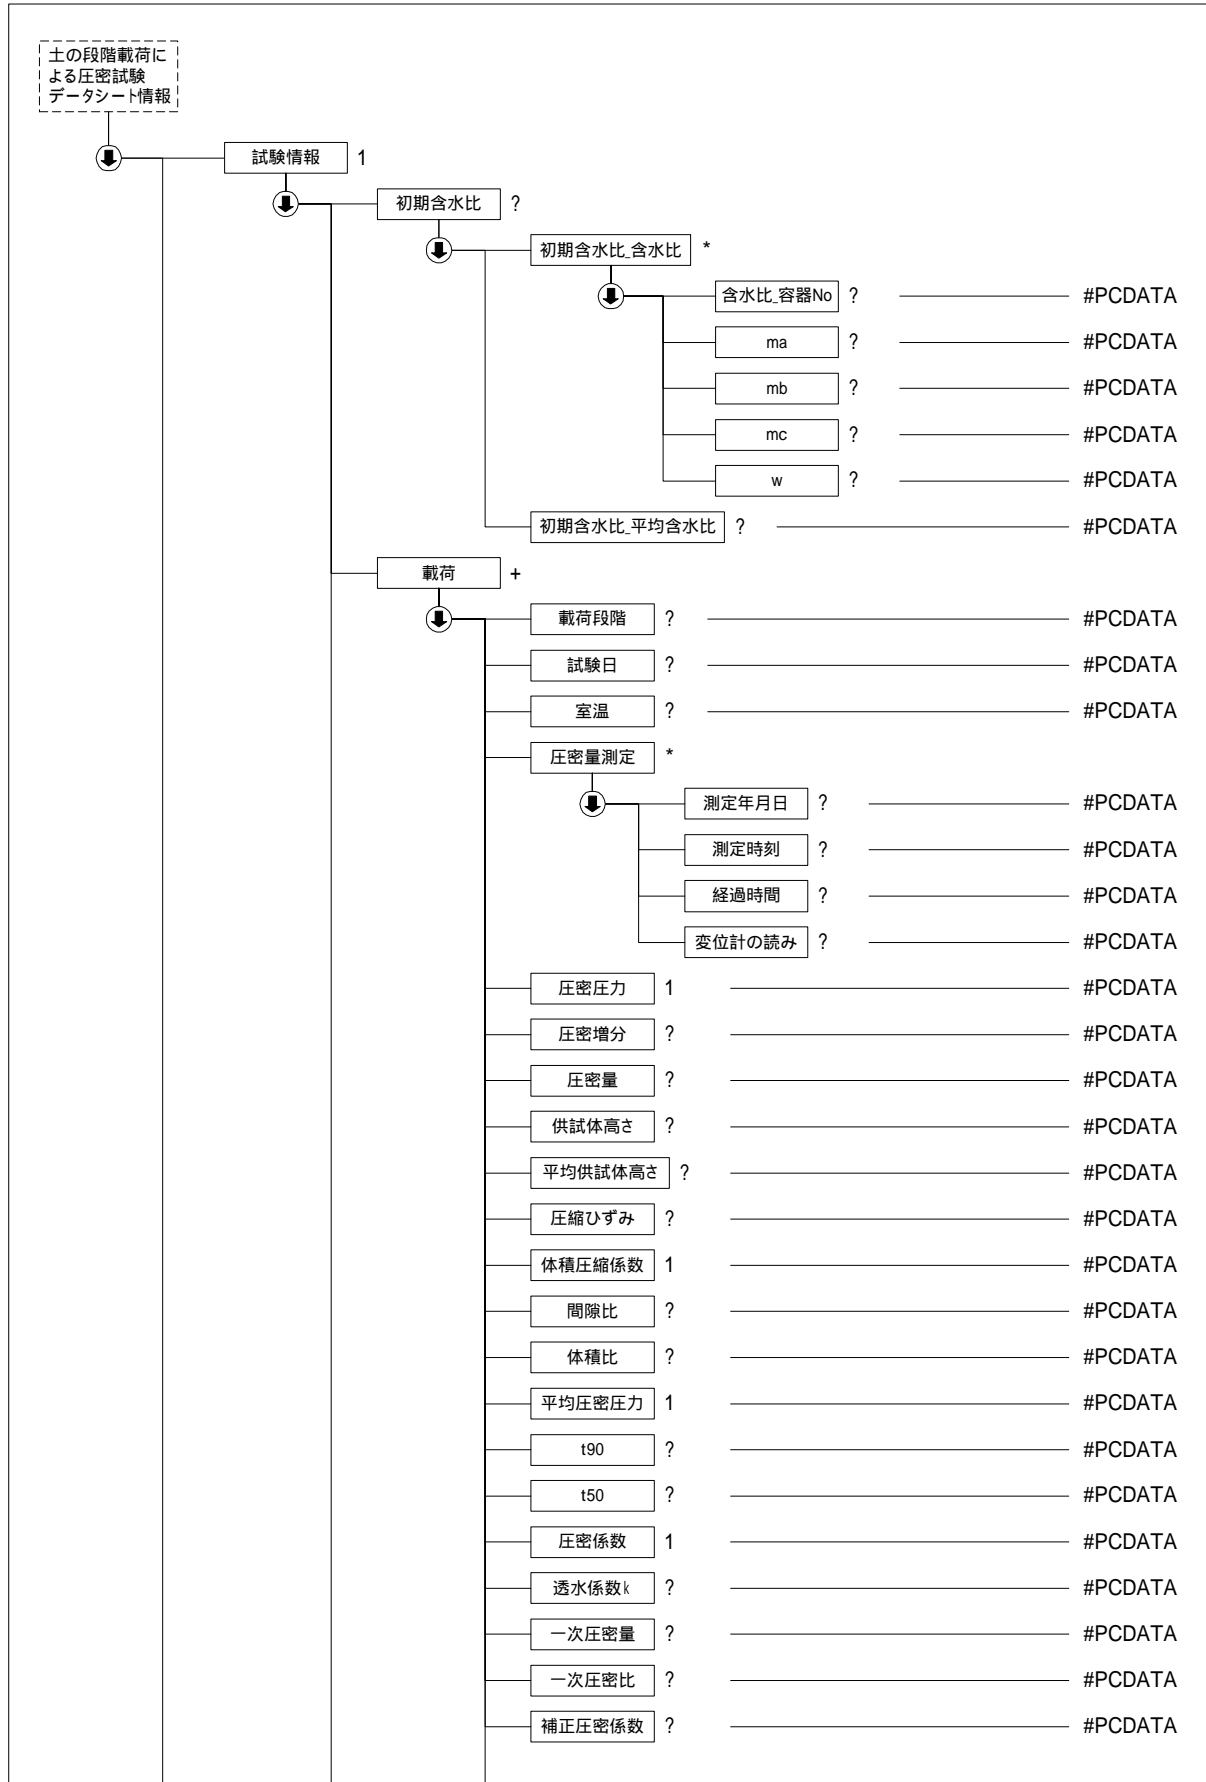 土の段階載荷に
よる圧密試験
データシート情報
試験情報 1
初期含水比 ?
初期含水比_含水比 *
含水比_容器No ? #PCDATA
ma ? #PCDATA
mb ? #PCDATA
mc ? #PCDATA
w ? #PCDATA
初期含水比_平均含水比 ? #PCDATA
載荷 +
載荷段階 ? #PCDATA
試験日 ? #PCDATA
室温 ? #PCDATA
圧密量測定 *
測定年月日 ? #PCDATA
測定時刻 ? #PCDATA
経過時間 ? #PCDATA
変位計の読み ? #PCDATA
圧密圧力 1 #PCDATA
圧密増分 ? #PCDATA
圧密量 ? #PCDATA
供試体高さ ? #PCDATA
平均供試体高さ ? #PCDATA
圧縮ひずみ ? #PCDATA
体積圧縮係数 1 #PCDATA
間隙比 ? #PCDATA
体積比 ? #PCDATA
平均圧密圧力 1 #PCDATA
t90 ? #PCDATA
t50 ? #PCDATA
圧密係数 1 #PCDATA
透水係数k ? #PCDATA
一次圧密量 ? #PCDATA
一次圧密比 ? #PCDATA
補正圧密係数 ? #PCDATA